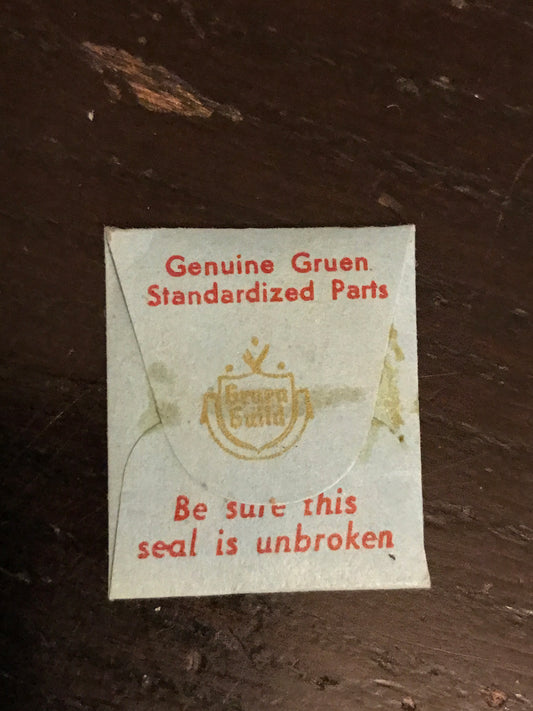 Genuine Gruen
Standardized Parts
Gruen
Guild
Be sure this
seal is unbroken